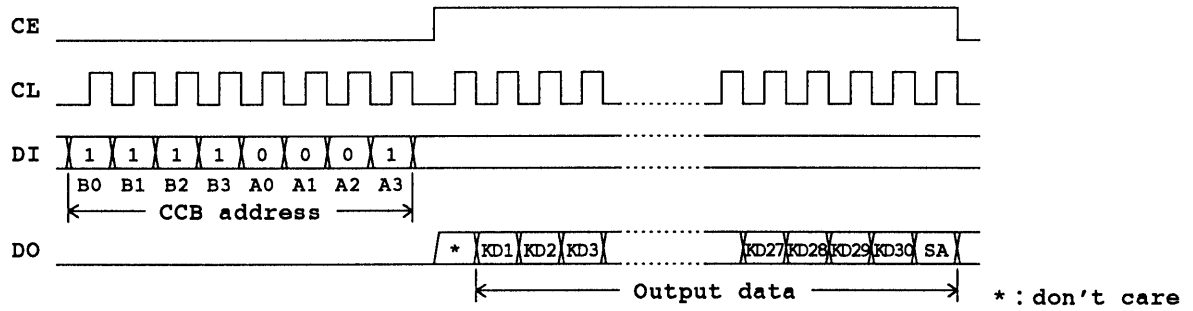 CE
CL
DI 1 1 1 1 0 0 0 1
B0 B1 B2 B3 A0 A1 A2 A3
CCB address
DO * KD1 KD2 KD3 KD27 KD28 KD29 KD30 SA
Output data
* : don't care